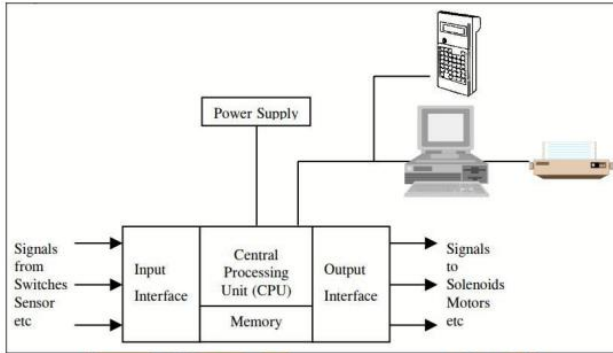 Power Supply
Signals
from
Switches
Sensor
etc
Input
Interface
Central
Processing
Unit (CPU)
Memory
Output
Interface
Signals
to
Solenoids
Motors
etc